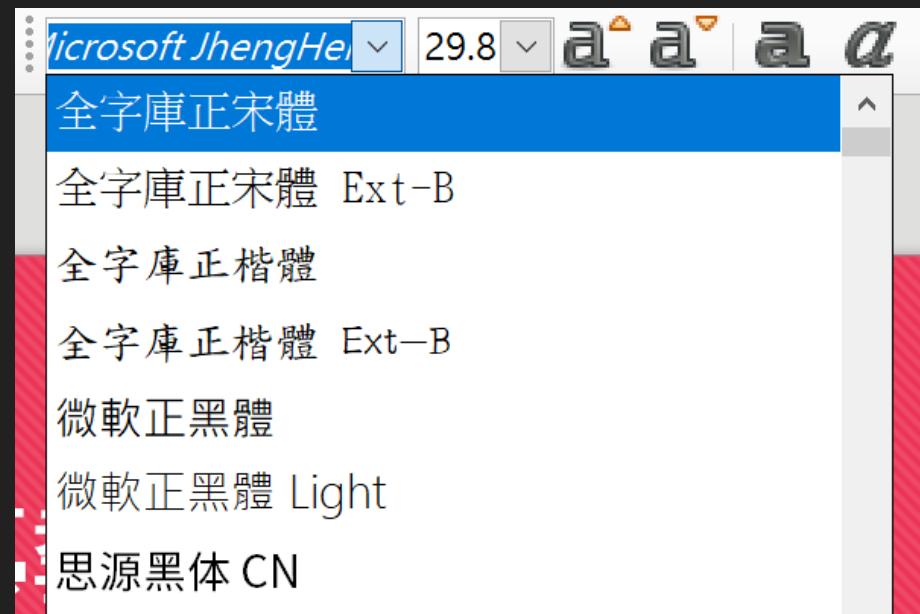 Microsoft JhengHei 29.8 a a a a
全字庫正宋體
全字庫正宋體 Ext-B
全字庫正楷體
全字庫正楷體 Ext-B
微軟正黑體
微軟正黑體 Light
思源黑体 CN